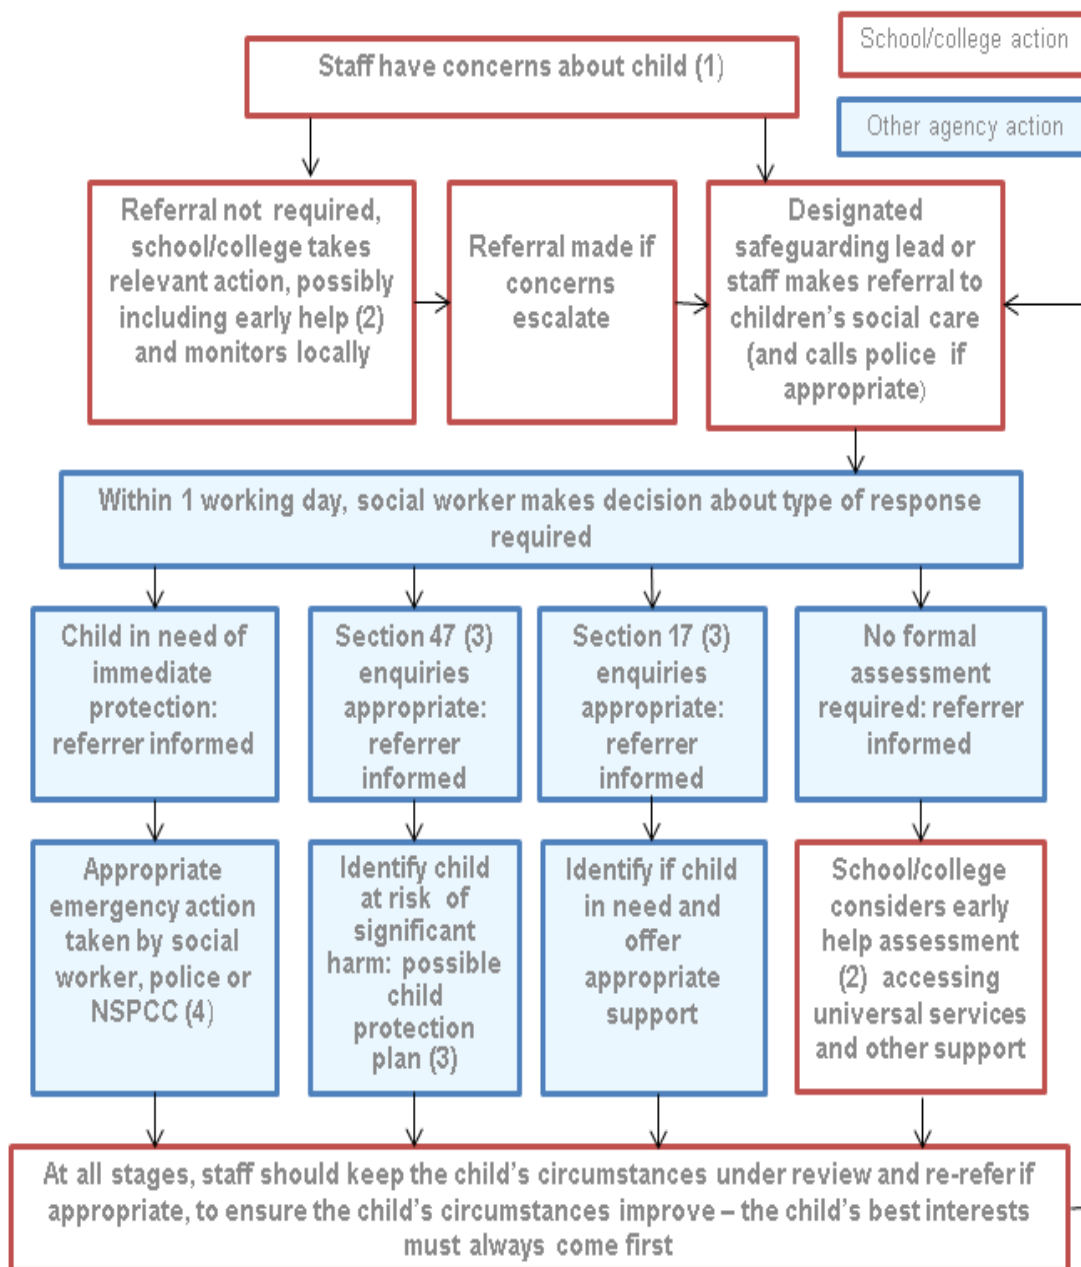 School/college action
Staff have concerns about child (1)
Other agency action
Referral not required,
school/college takes
relevant action, possibly
including early help (2)
and monitors locally
Referral made if
concerns
escalate
Designated
safeguarding lead or
staff makes referral to
children's social care
(and calls police if
appropriate)
Within 1 working day, social worker makes decision about type of response
required
Child in need of
immediate
protection:
referrer informed
Section 47 (3)
enquiries
appropriate:
referrer
informed
Section 17 (3)
enquiries
appropriate:
referrer
informed
No formal
assessment
required: referrer
informed
Appropriate
emergency action
taken by social
worker, police or
NSPCC (4)
Identify child
at risk of
significant
harm: possible
child
protection
plan (3)
Identify if child
in need and
offer
appropriate
support
School/college
considers early
help assessment
(2) accessing
universal services
and other support
At all stages, staff should keep the child's circumstances under review and re-refer if
appropriate, to ensure the child's circumstances improve – the child's best interests
must always come first